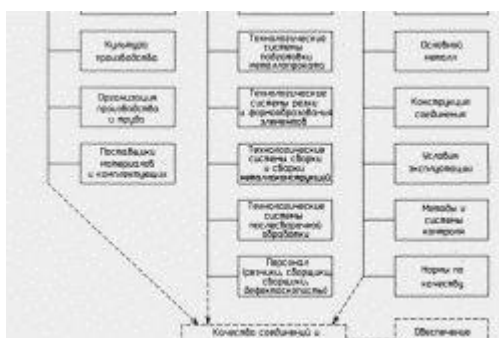 Культура
производства
Организация
производства
и труда
Поставщики
материалов
и комплектующих
Технологические
системы
подготовки
металлопроката
Технологические
системы резки
и формообразования
элементов
Технологические
системы сборки
и сварки
металлоконструкций
Технологические
системы
послесварочной
обработки
Персонал
(резчики, сборщики,
сварщики,
дефектоскописты)
Основной
металл
Конструкция
соединения
Условия
эксплуатации
Методы и
системы
контроля
Нормы по
качеству
Качество соединений и
Обеспечение